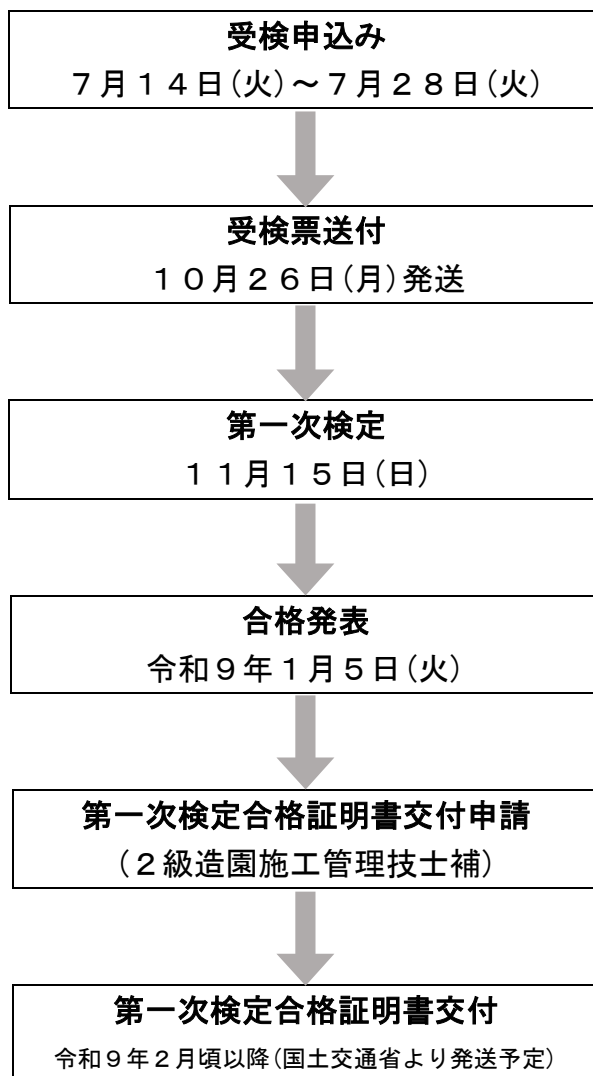 受検申込み
７月１４日(火)～７月２８日(火)
受検票送付
１０月２６日(月)発送
第一次検定
１１月１５日(日)
合格発表
令和９年１月５日(火)
第一次検定合格証明書交付申請
(２級造園施工管理技士補)
第一次検定合格証明書交付
令和９年２月頃以降(国土交通省より発送予定)